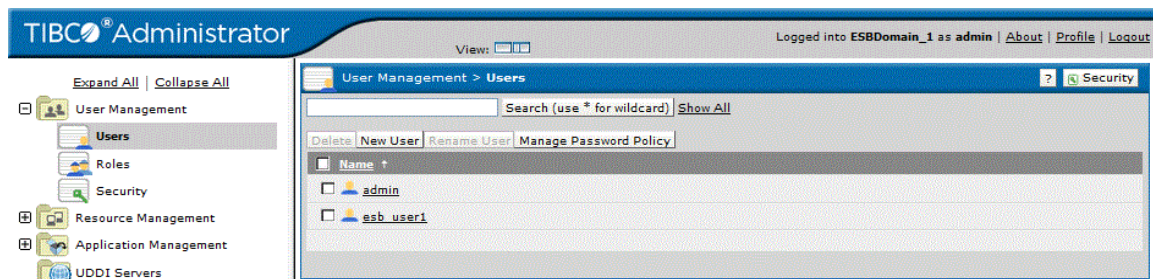 TIBCO®Administrator
View:
Logged into ESBDomain_1 as admin | About | Profile | Logout
Expand All | Collapse All
User Management
Users
Roles
Security
Resource Management
Application Management
UDDI Servers
User Management > Users
? Security
Search (use * for wildcard) Show All
Delete New User Rename User Manage Password Policy
Name ↑
admin
esb_user1